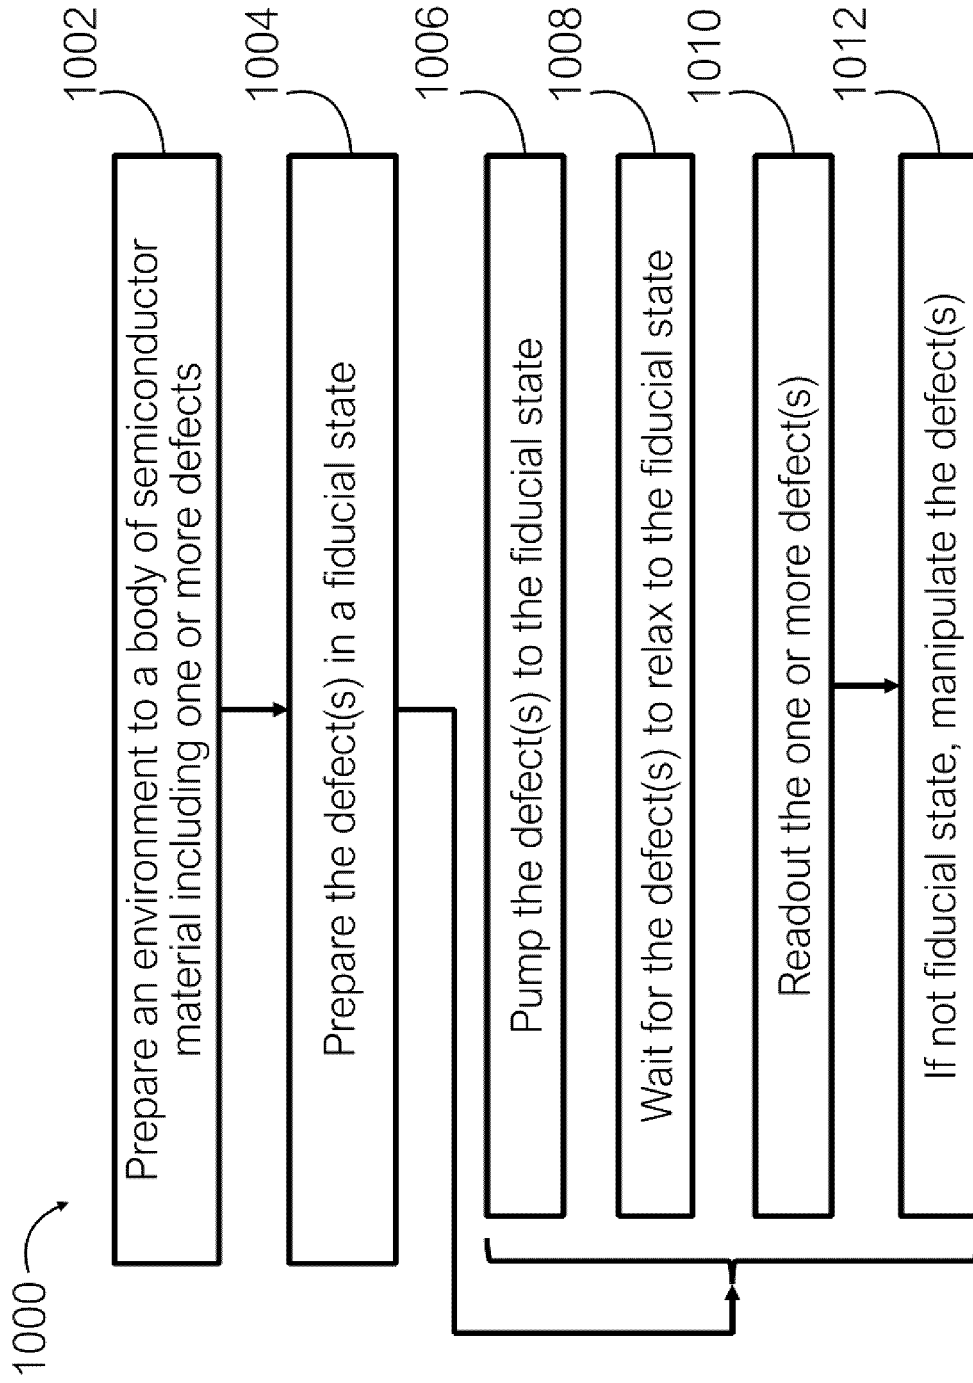 1000
Prepare an environment to a body of semiconductor
material including one or more defects
1002
Prepare the defect(s) in a fiducial state
1004
Pump the defect(s) to the fiducial state
1006
Wait for the defect(s) to relax to the fiducial state
1008
Readout the one or more defect(s)
1010
If not fiducial state, manipulate the defect(s)
1012